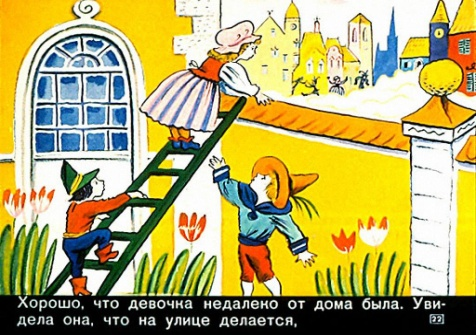 Хорошо, что девочка недалеко от дома была. Уви-
дела она, что на улице делается,
22